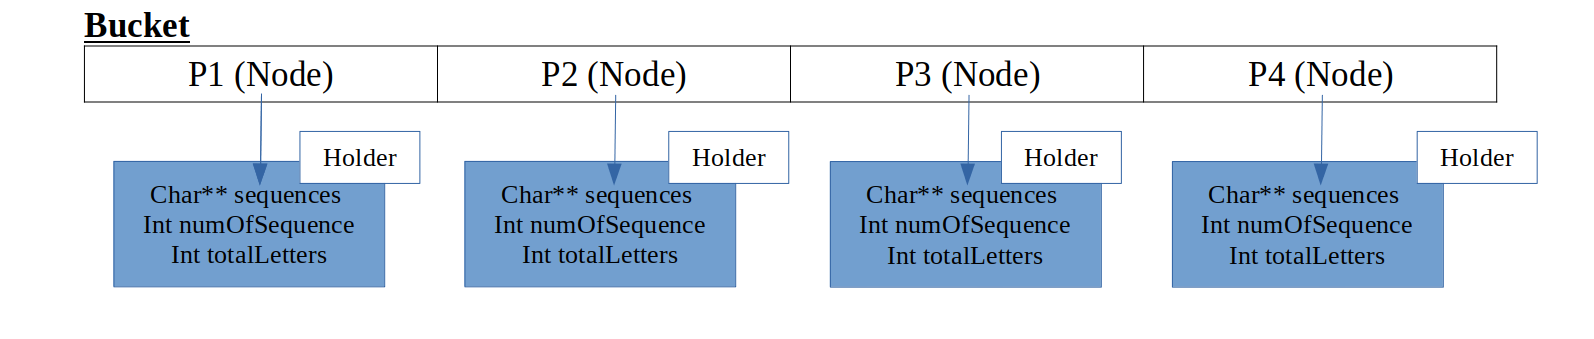 Bucket
P1 (Node)
P2 (Node)
P3 (Node)
P4 (Node)
Holder
Char** sequences
Int numOfSequence
Int totalLetters
Holder
Char** sequences
Int numOfSequence
Int totalLetters
Holder
Char** sequences
Int numOfSequence
Int totalLetters
Holder
Char** sequences
Int numOfSequence
Int totalLetters